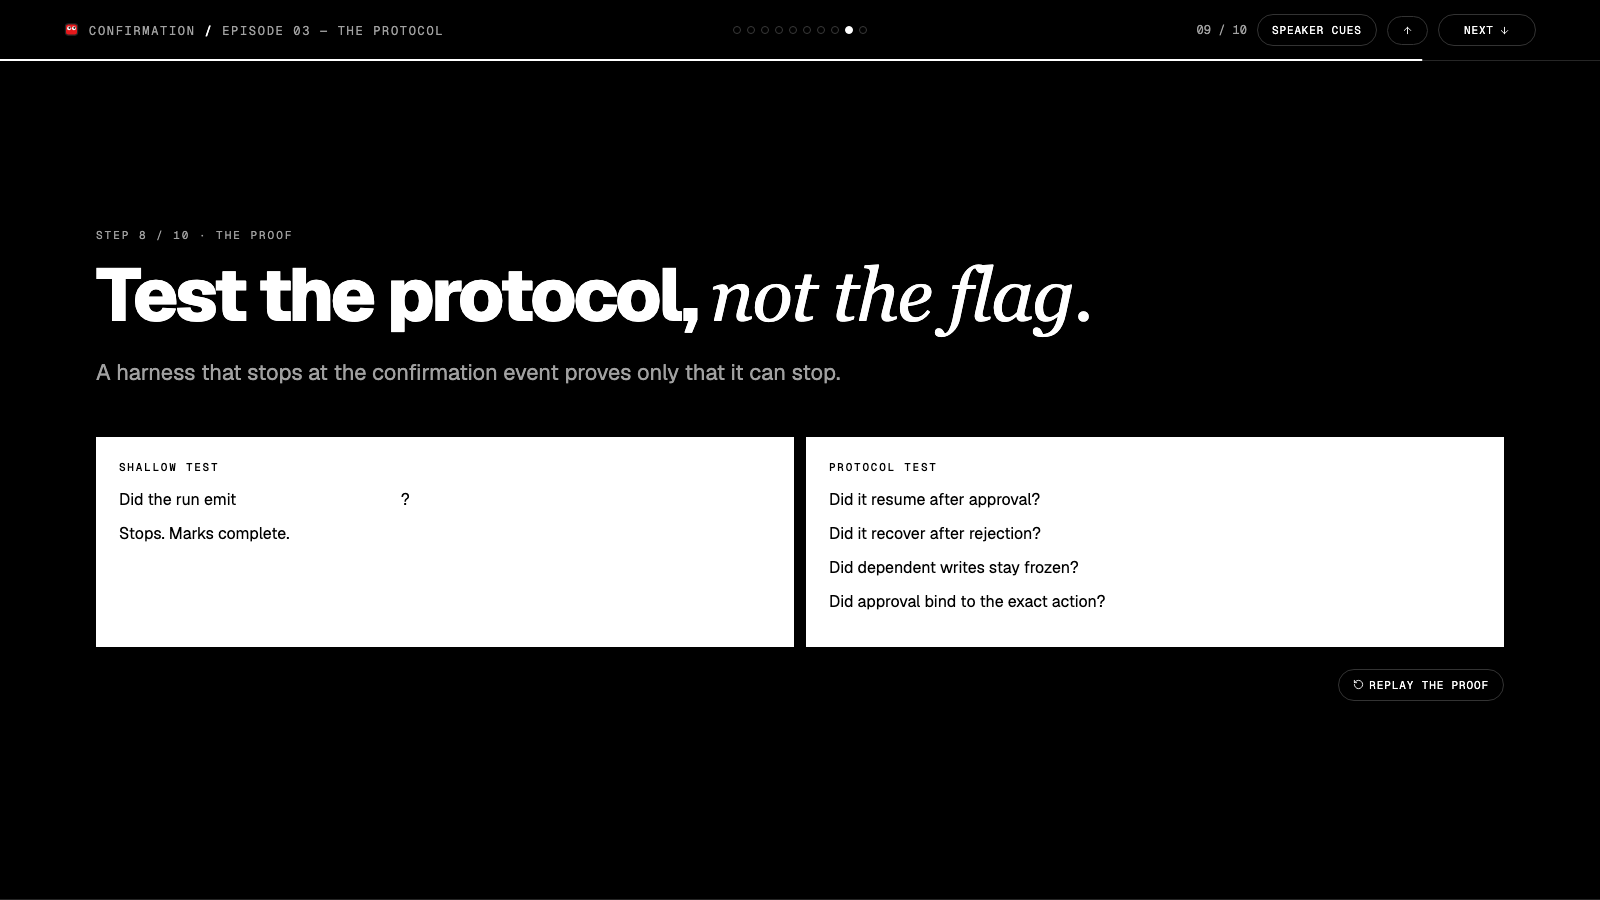 CONFIRMATION / EPISODE 03 — THE PROTOCOL
09 / 10
SPEAKER CUES
↑
NEXT ↓
STEP 8 / 10 · THE PROOF
Test the protocol, not the flag.
A harness that stops at the confirmation event proves only that it can stop.
SHALLOW TEST
Did the run emit ?
Stops. Marks complete.
PROTOCOL TEST
Did it resume after approval?
Did it recover after rejection?
Did dependent writes stay frozen?
Did approval bind to the exact action?
REPLAY THE PROOF